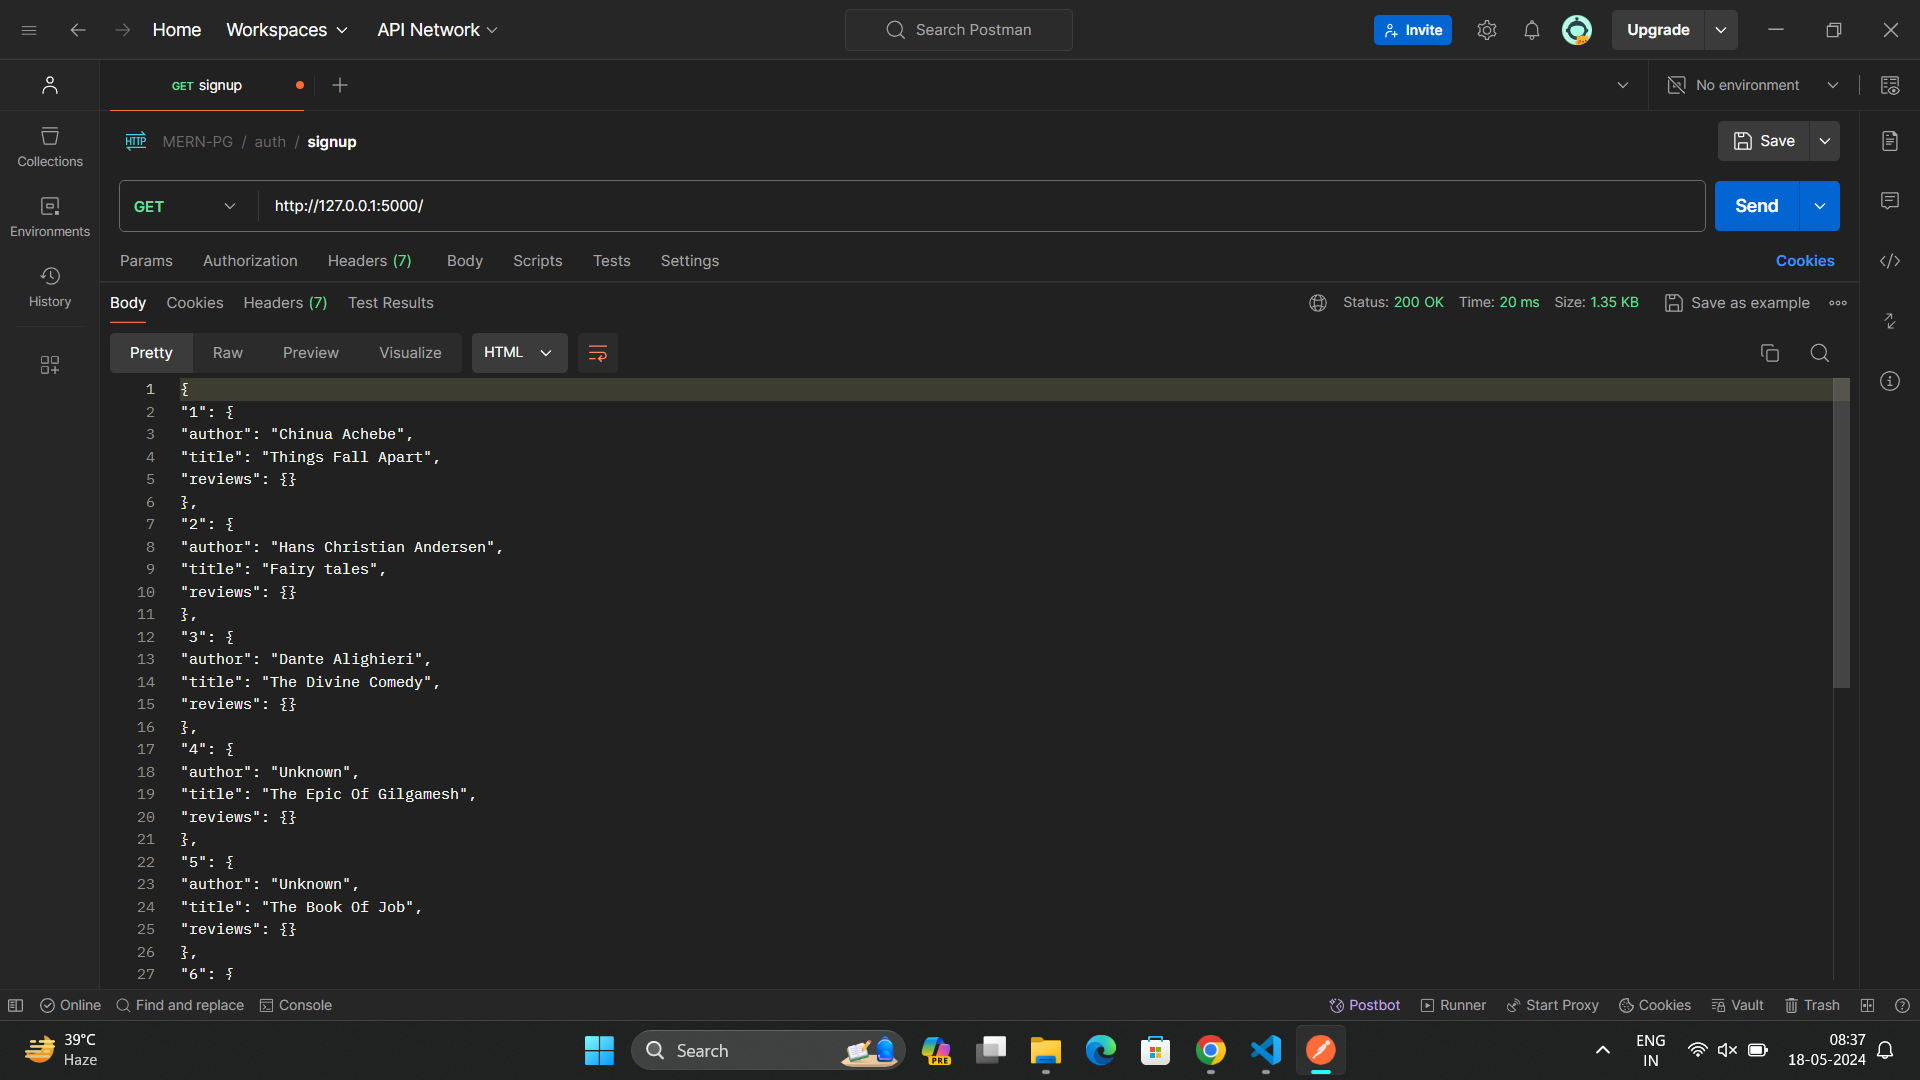 Home Workspaces API Network Search Postman Invite Upgrade
GET signup No environment
HTTP MERN-PG / auth / signup Save
GET http://127.0.0.1:5000/ Send
Params Authorization Headers (7) Body Scripts Tests Settings Cookies
Body Cookies Headers (7) Test Results Status: 200 OK Time: 20 ms Size: 1.35 KB Save as example
Pretty Raw Preview Visualize HTML
Collections
Environments
History
1 {
2 "1": {
3 "author": "Chinua Achebe",
4 "title": "Things Fall Apart",
5 "reviews": {}
6 },
7 "2": {
8 "author": "Hans Christian Andersen",
9 "title": "Fairy tales",
10 "reviews": {}
11 },
12 "3": {
13 "author": "Dante Alighieri",
14 "title": "The Divine Comedy",
15 "reviews": {}
16 },
17 "4": {
18 "author": "Unknown",
19 "title": "The Epic Of Gilgamesh",
20 "reviews": {}
21 },
22 "5": {
23 "author": "Unknown",
24 "title": "The Book Of Job",
25 "reviews": {}
26 },
27 "6": {
Online Find and replace Console Postbot Runner Start Proxy Cookies Vault Trash
39°C
Haze
Search
PRE
ENG
IN
08:37
18-05-2024